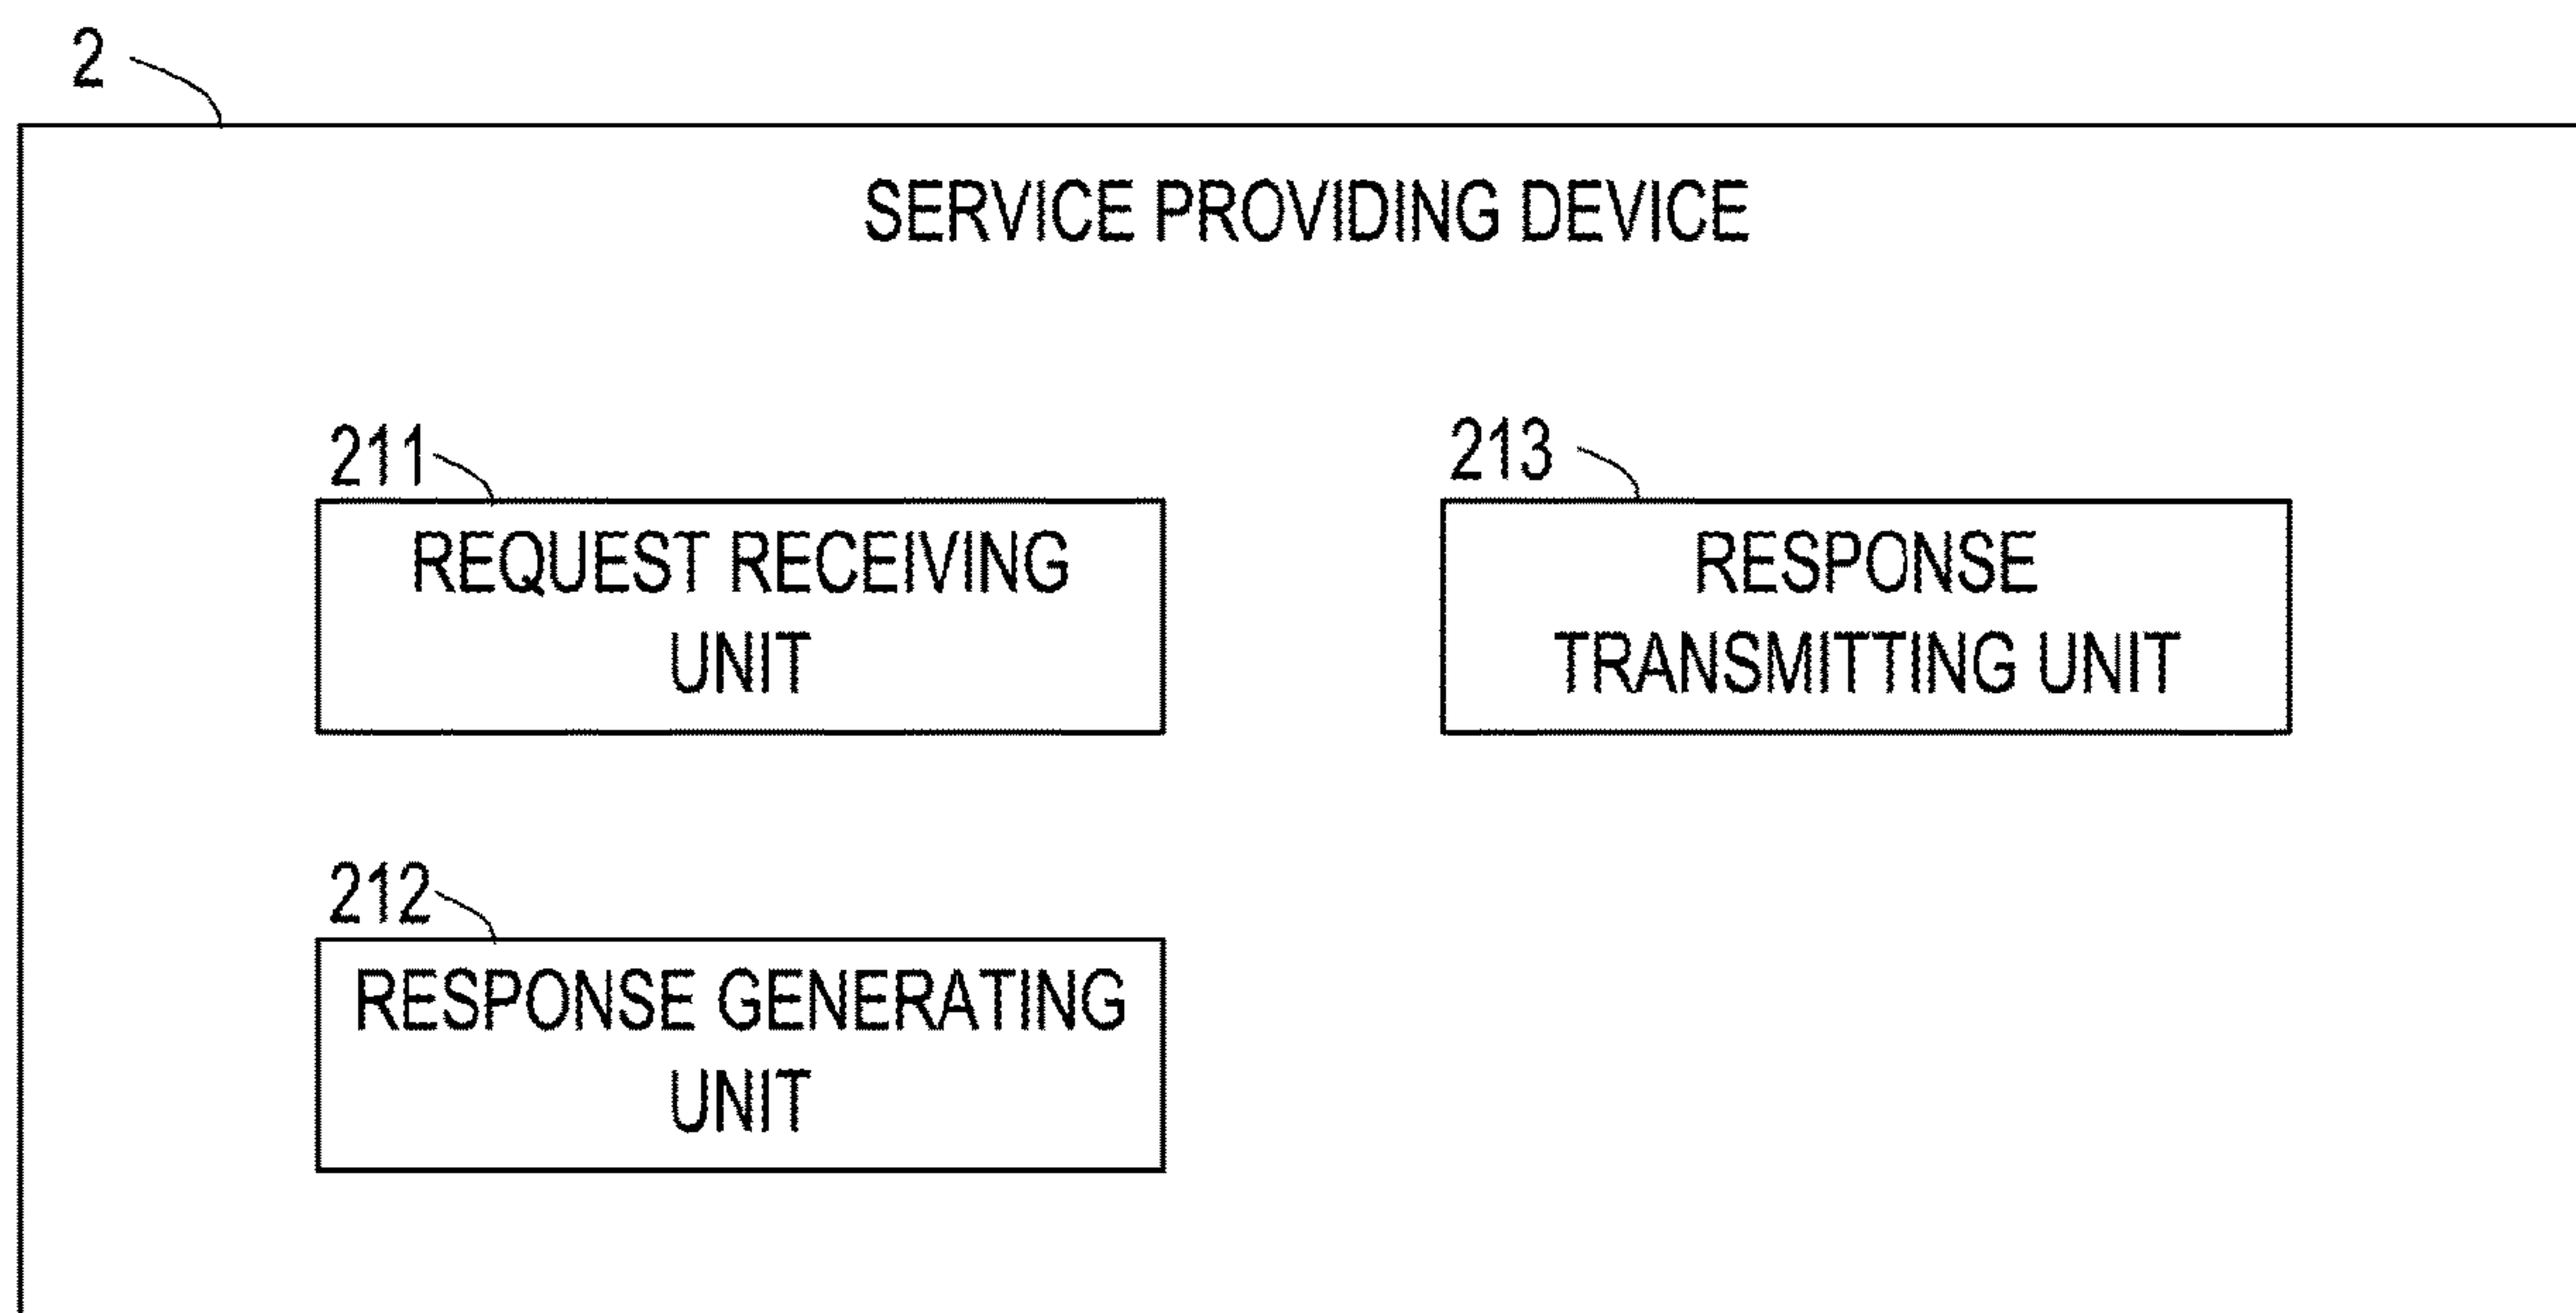 2
SERVICE PROVIDING DEVICE
211
REQUEST RECEIVING
UNIT
213
RESPONSE
TRANSMITTING UNIT
212
RESPONSE GENERATING
UNIT